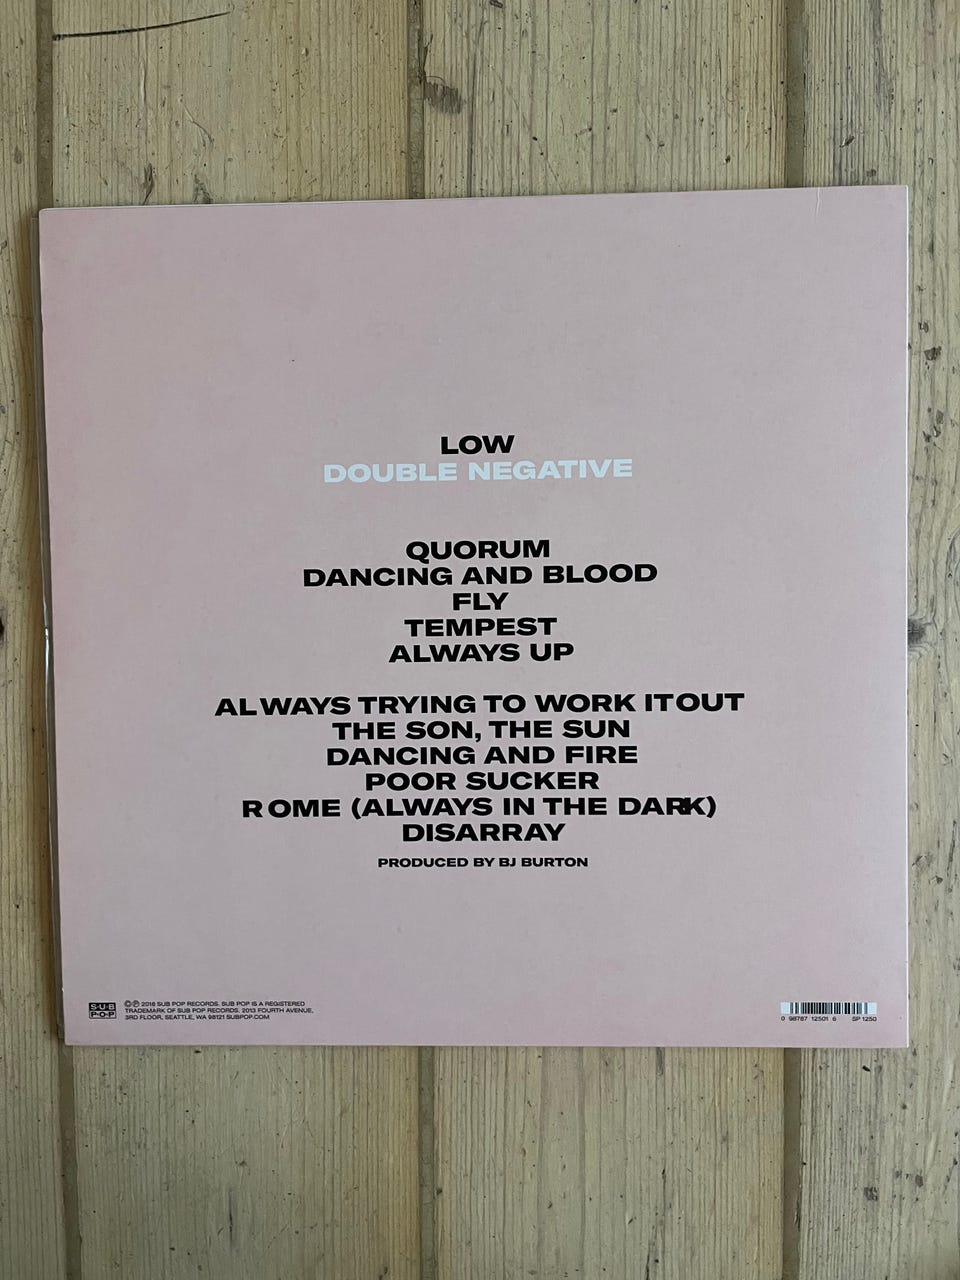 LOW
DOUBLE NEGATIVE
QUORUM
DANCING AND BLOOD
FLY
TEMPEST
ALWAYS UP
ALWAYS TRYING TO WORK IT OUT
THE SON, THE SUN
DANCING AND FIRE
POOR SUCKER
ROME (ALWAYS IN THE DARK)
DISARRAY
PRODUCED BY BJ BURTON
SUB
POP
©℗ 2018 SUB POP RECORDS. SUB POP IS A REGISTERED
TRADEMARK OF SUB POP RECORDS. 2013 FOURTH AVENUE,
3RD FLOOR, SEATTLE, WA 98121 SUBPOP.COM
0 98787 12501 6 SP 1250